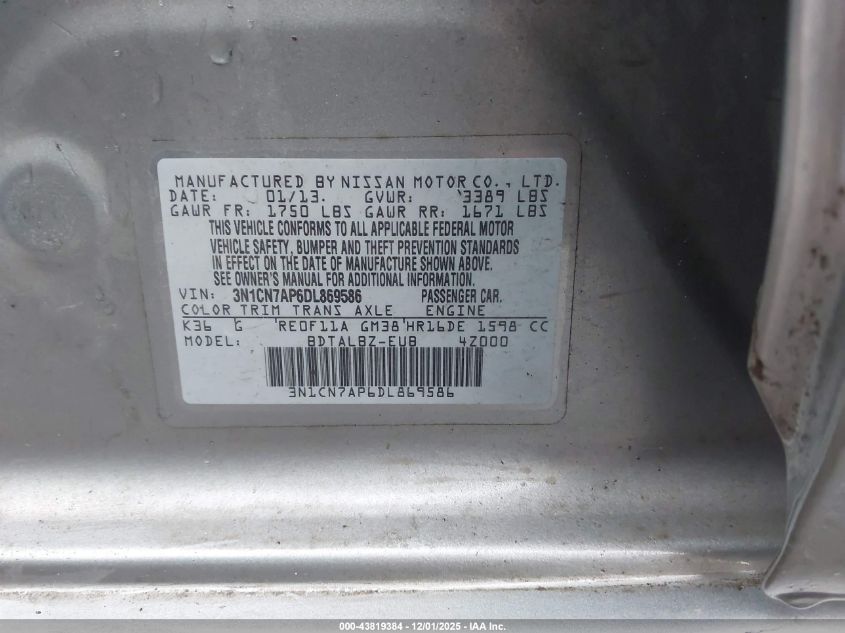 MANUFACTURED BY NISSAN MOTOR CO., LTD.
DATE: 01/13. GVWR: 3389 LBS
GAWR FR: 1750 LBS GAWR RR: 1671 LBS
THIS VEHICLE CONFORMS TO ALL APPLICABLE FEDERAL MOTOR
VEHICLE SAFETY, BUMPER AND THEFT PREVENTION STANDARDS
IN EFFECT ON THE DATE OF MANUFACTURE SHOWN ABOVE.
SEE OWNER'S MANUAL FOR ADDITIONAL INFORMATION.
VIN: 3N1CN7AP6DL869586 PASSENGER CAR.
COLOR TRIM TRANS AXLE ENGINE
K36 G RE0F11A GM38 HR16DE 1598 CC
MODEL: BDTALBZ-EUB 4Z000
3N1CN7AP6DL869586
000-43819384 - 12/01/2025 - IAA Inc.